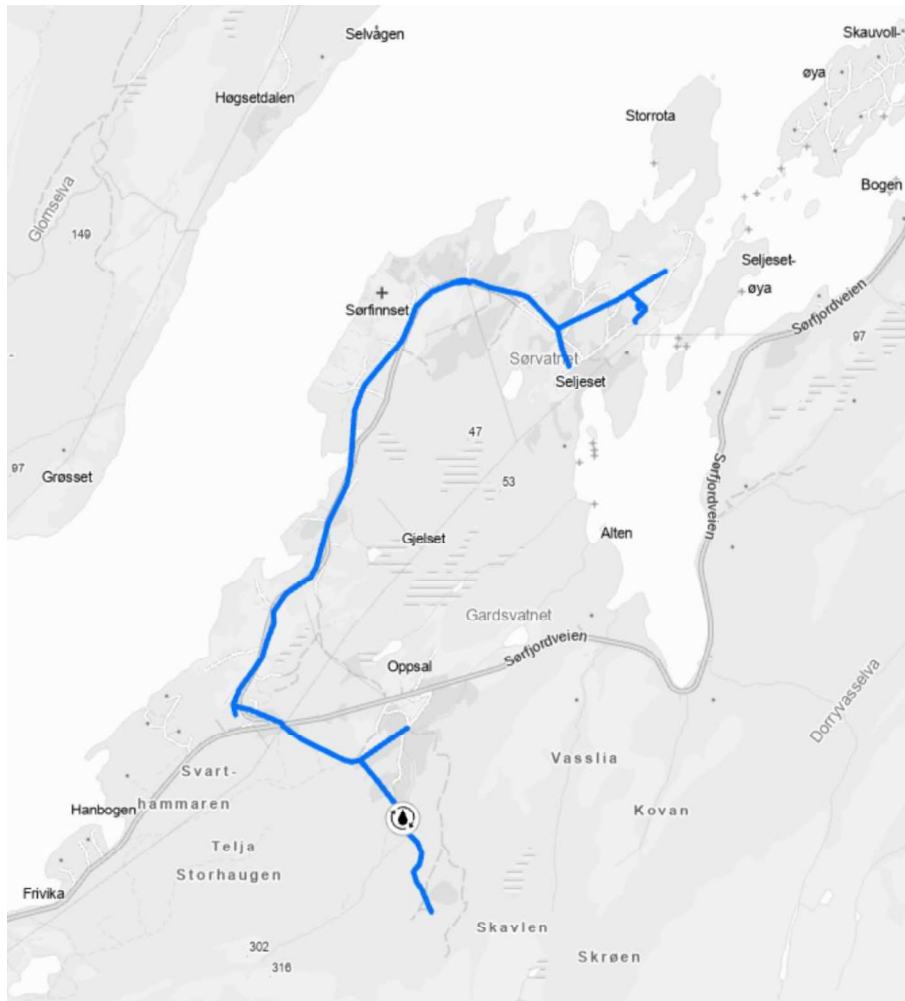 Selvågen
Skauvoll-
øya
Høgsetdalen
Storrota
Bogen
Glomselva
149
Seljeset-
øya
Sørfinnset
Sørfjordveien
97
Sørvatnet
Seljeset
47
97
Grøsset
53
Sørfjordveien
Alten
Gjelset
Gardsvatnet
Sørfjordveien
Oppsal
Dorryvasselva
Vasslia
Svart-
hammaren
Hanbogen
Kovan
Telja
Storhaugen
Frivika
Skavlen
302
316
Skrøen